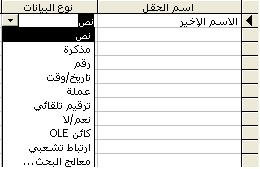 اسم الحقل نوع البيانات
الاسم الإخير نص
نص
مذكرة
رقم
تاريخ/وقت
عملة
ترقيم تلقائي
نعم/لا
كائن OLE
ارتباط تشعبي
معالج البحث...